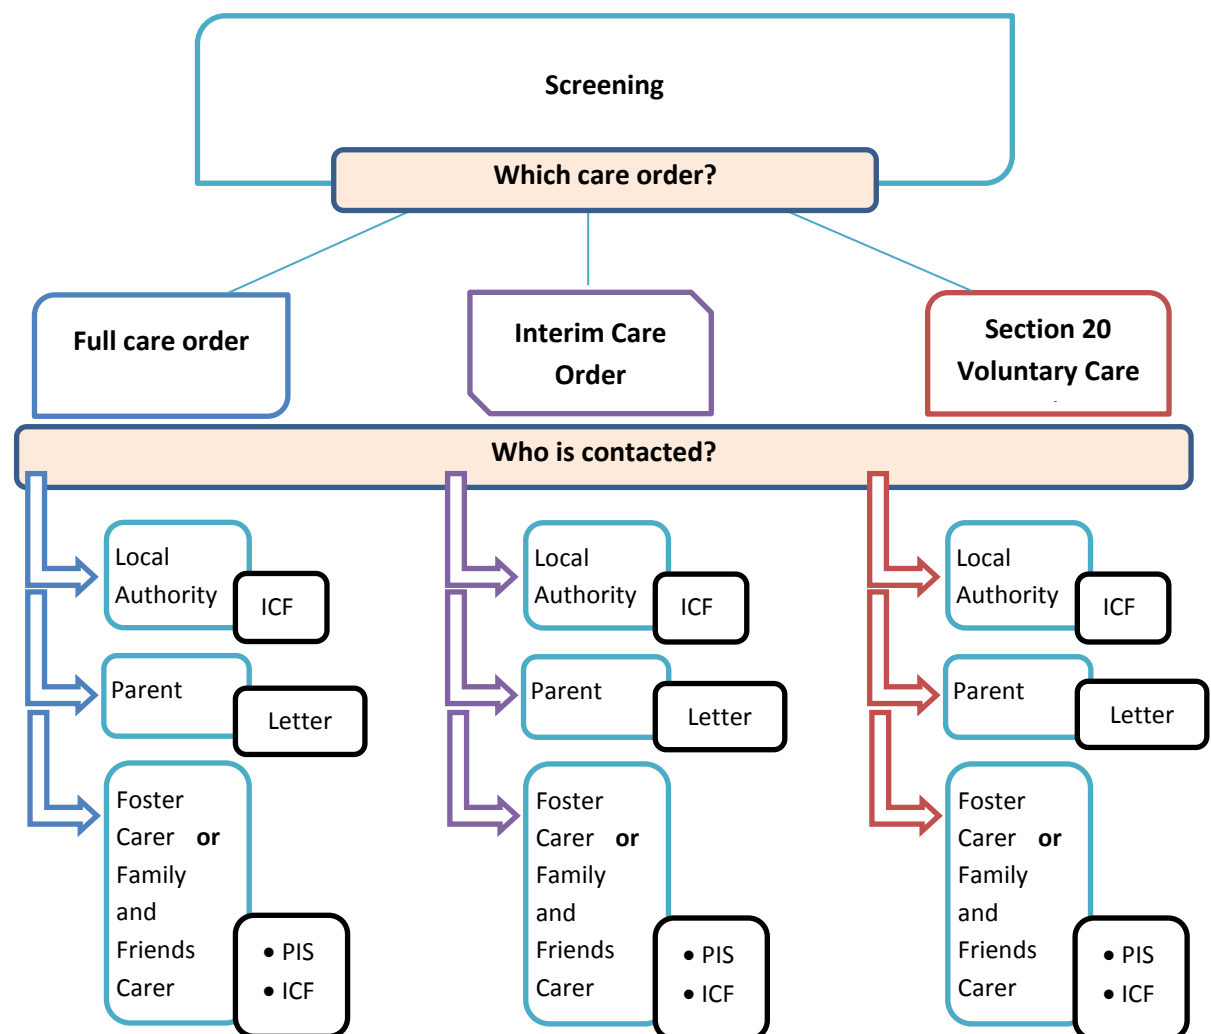 Screening
Which care order?
Full care order
Interim Care
Order
Section 20
Voluntary Care
Who is contacted?
Local
Authority
ICF
Parent
Letter
Foster
Carer or
Family
and
Friends
Carer
• PIS
• ICF
Local
Authority
ICF
Parent
Letter
Foster
Carer or
Family
and
Friends
Carer
• PIS
• ICF
Local
Authority
ICF
Parent
Letter
Foster
Carer or
Family
and
Friends
Carer
• PIS
• ICF